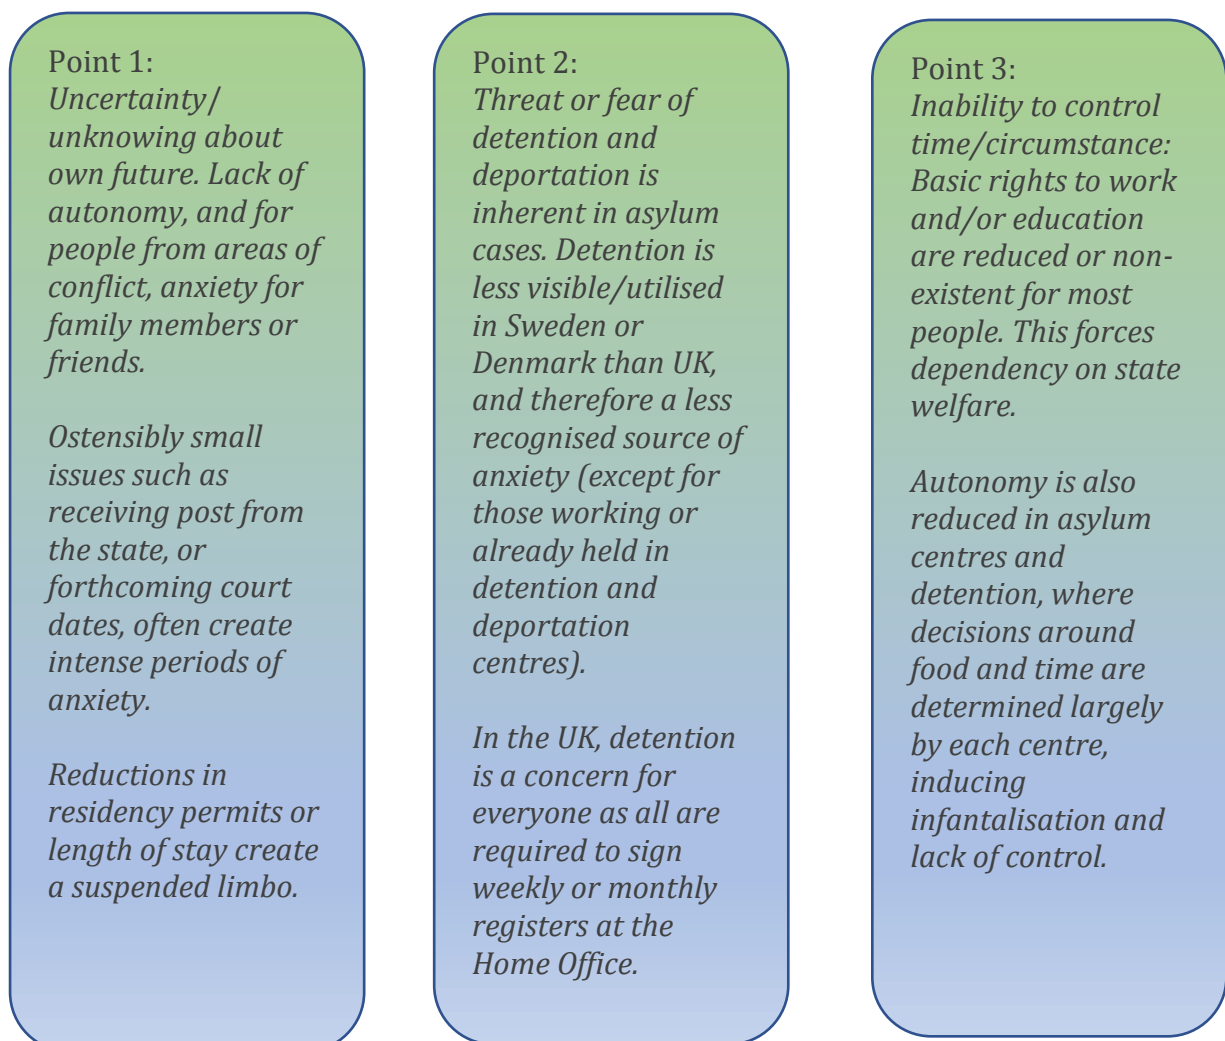 Point 1:
Uncertainty/
unknowing about
own future. Lack of
autonomy, and for
people from areas of
conflict, anxiety for
family members or
friends.
Ostensibly small
issues such as
receiving post from
the state, or
forthcoming court
dates, often create
intense periods of
anxiety.
Reductions in
residency permits or
length of stay create
a suspended limbo.
Point 2:
Threat or fear of
detention and
deportation is
inherent in asylum
cases. Detention is
less visible/utilised
in Sweden or
Denmark than UK,
and therefore a less
recognised source of
anxiety (except for
those working or
already held in
detention and
deportation
centres).
In the UK, detention
is a concern for
everyone as all are
required to sign
weekly or monthly
registers at the
Home Office.
Point 3:
Inability to control
time/circumstance:
Basic rights to work
and/or education
are reduced or non-
existent for most
people. This forces
dependency on state
welfare.
Autonomy is also
reduced in asylum
centres and
detention, where
decisions around
food and time are
determined largely
by each centre,
inducing
infantalisation and
lack of control.